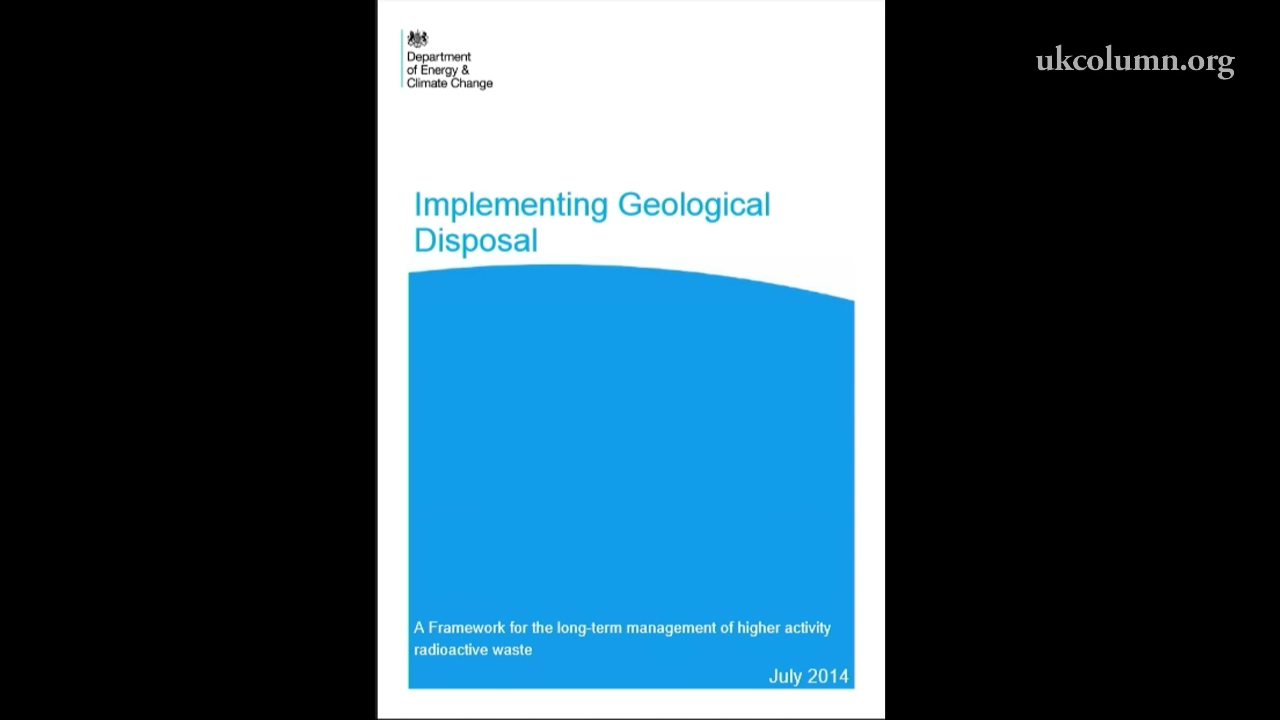 Department
of Energy &
Climate Change
ukcolumn.org
Implementing Geological
Disposal
A Framework for the long-term management of higher activity
radioactive waste
July 2014